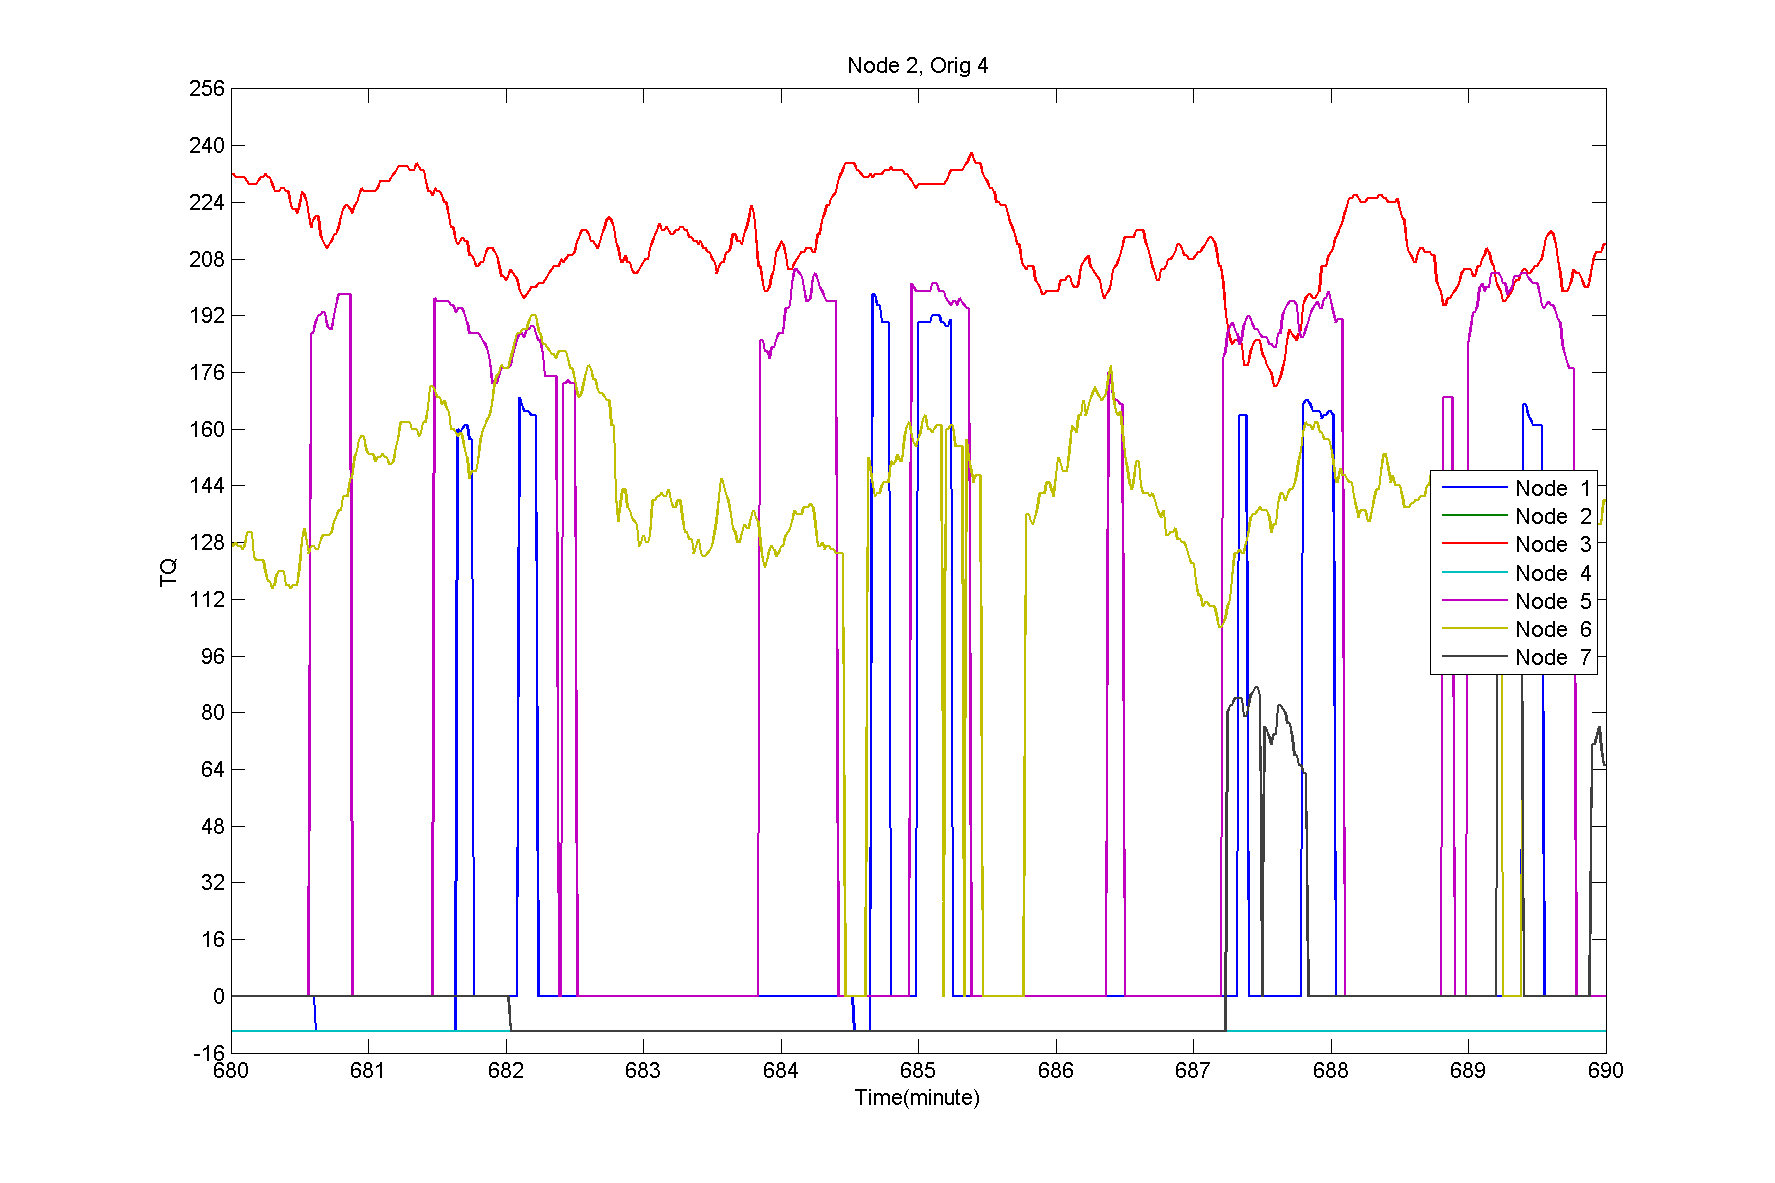 Node 2, Orig 4
256
240
224
208
192
176
160
144
128
112
96
80
64
48
32
16
0
-16
TQ
Node 1
Node 2
Node 3
Node 4
Node 5
Node 6
Node 7
680 681 682 683 684 685 686 687 688 689 690
Time(minute)